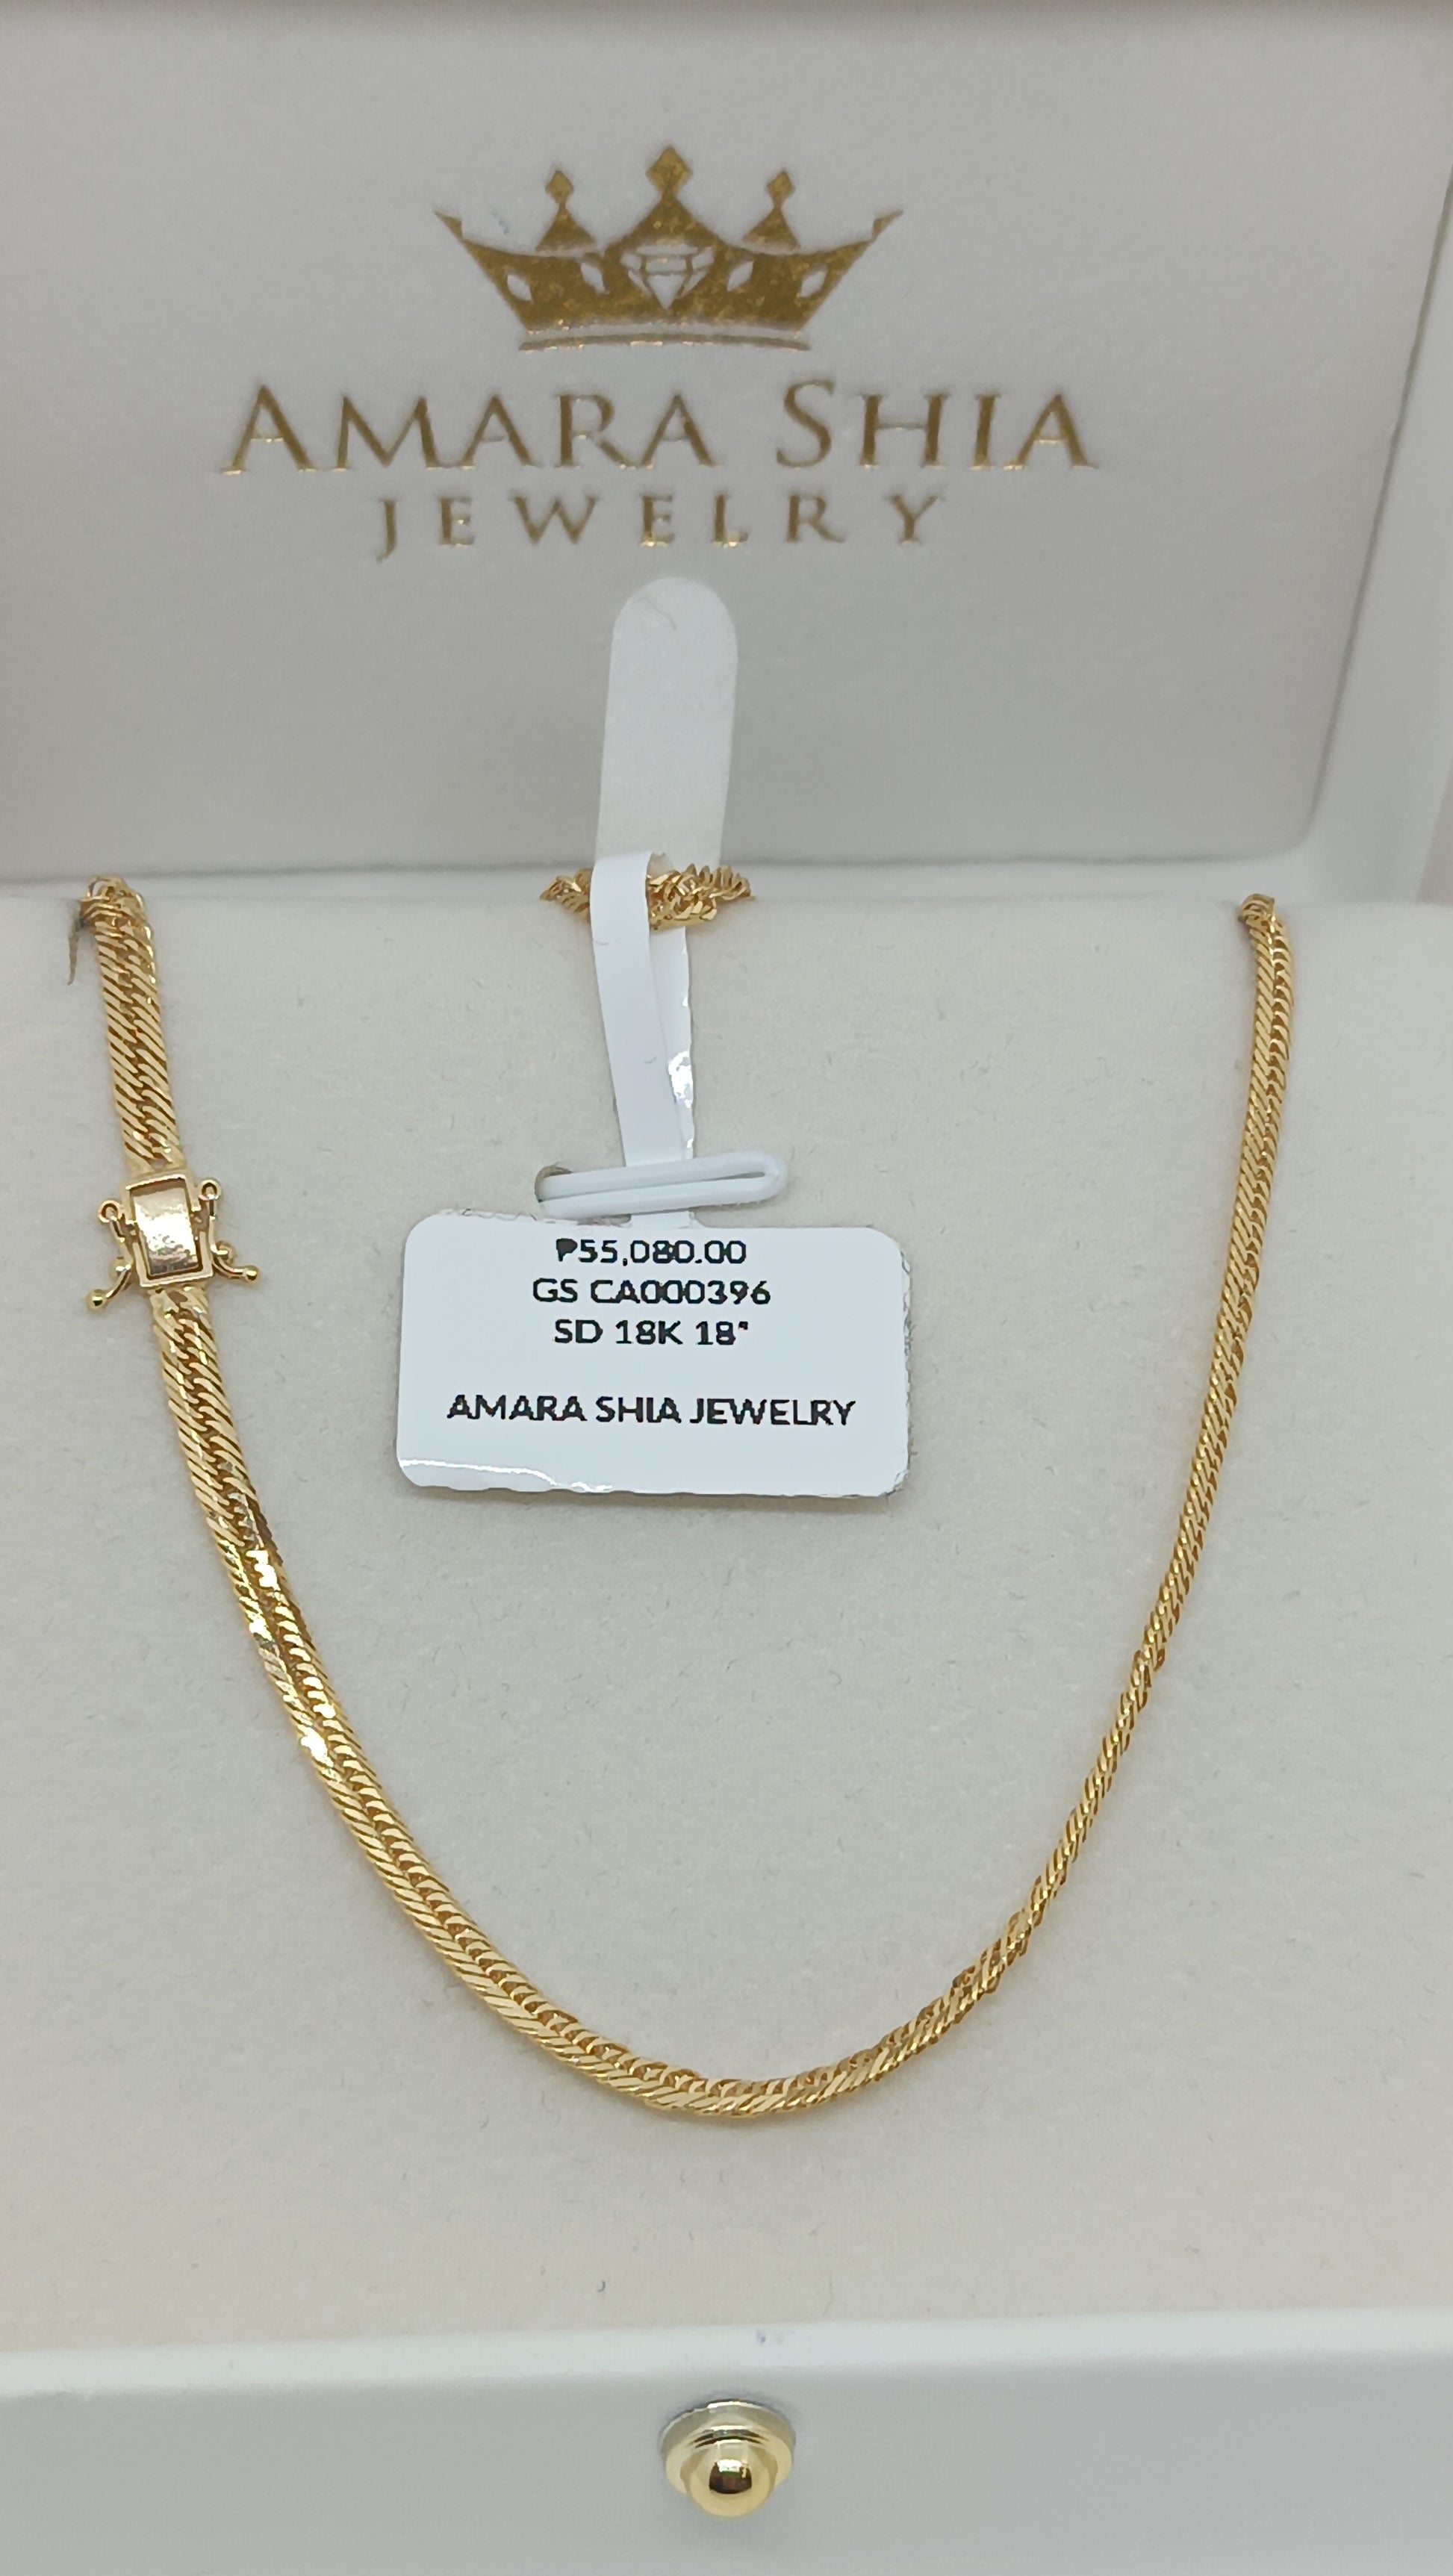 AMARA SHIA
JEWELRY
₱55,080.00
GS CA000396
SD 18K 18"
AMARA SHIA JEWELRY